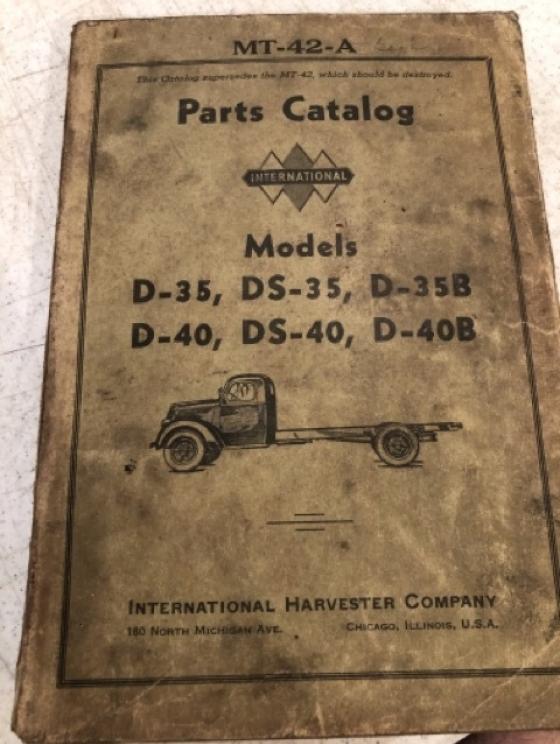 MT-42-A
This Catalog supersedes the MT-42, which should be destroyed.
Parts Catalog
INTERNATIONAL
Models
D-35, DS-35, D-35B
D-40, DS-40, D-40B
INTERNATIONAL HARVESTER COMPANY
180 NORTH MICHIGAN AVE. CHICAGO, ILLINOIS, U.S.A.